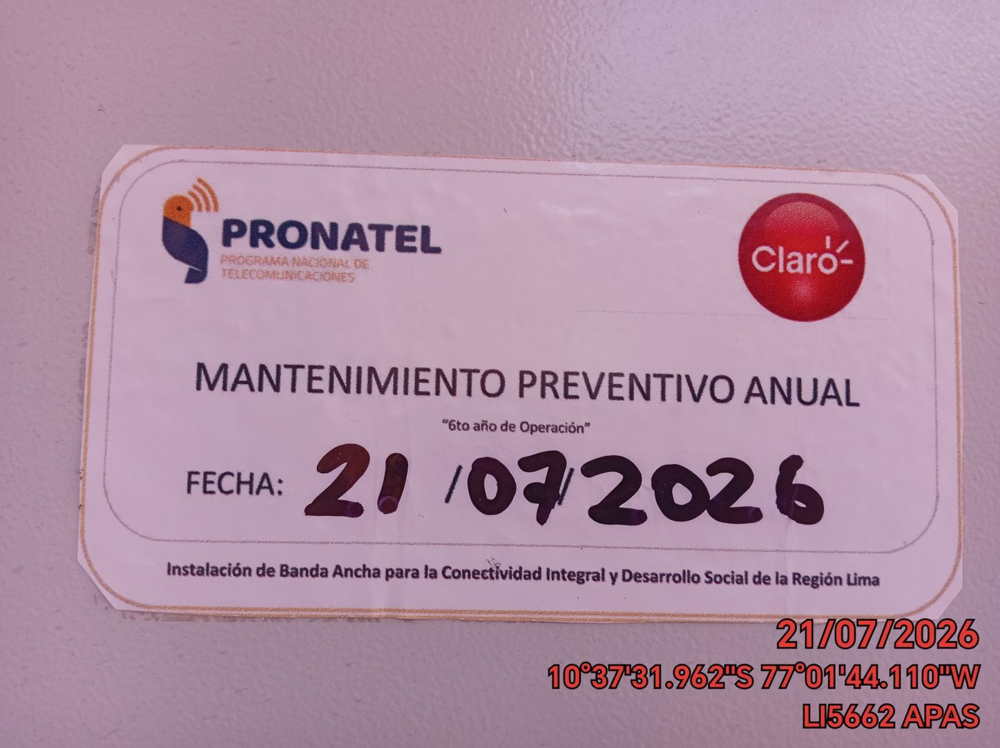 PRONATEL
PROGRAMA NACIONAL DE
TELECOMUNICACIONES
Claro
MANTENIMIENTO PREVENTIVO ANUAL
"6to año de Operación"
FECHA: 21/07/2026
Instalación de Banda Ancha para la Conectividad Integral y Desarrollo Social de la Región Lima
21/07/2026
10°37'31.962"S 77°01'44.110"W
LI5662 APAS